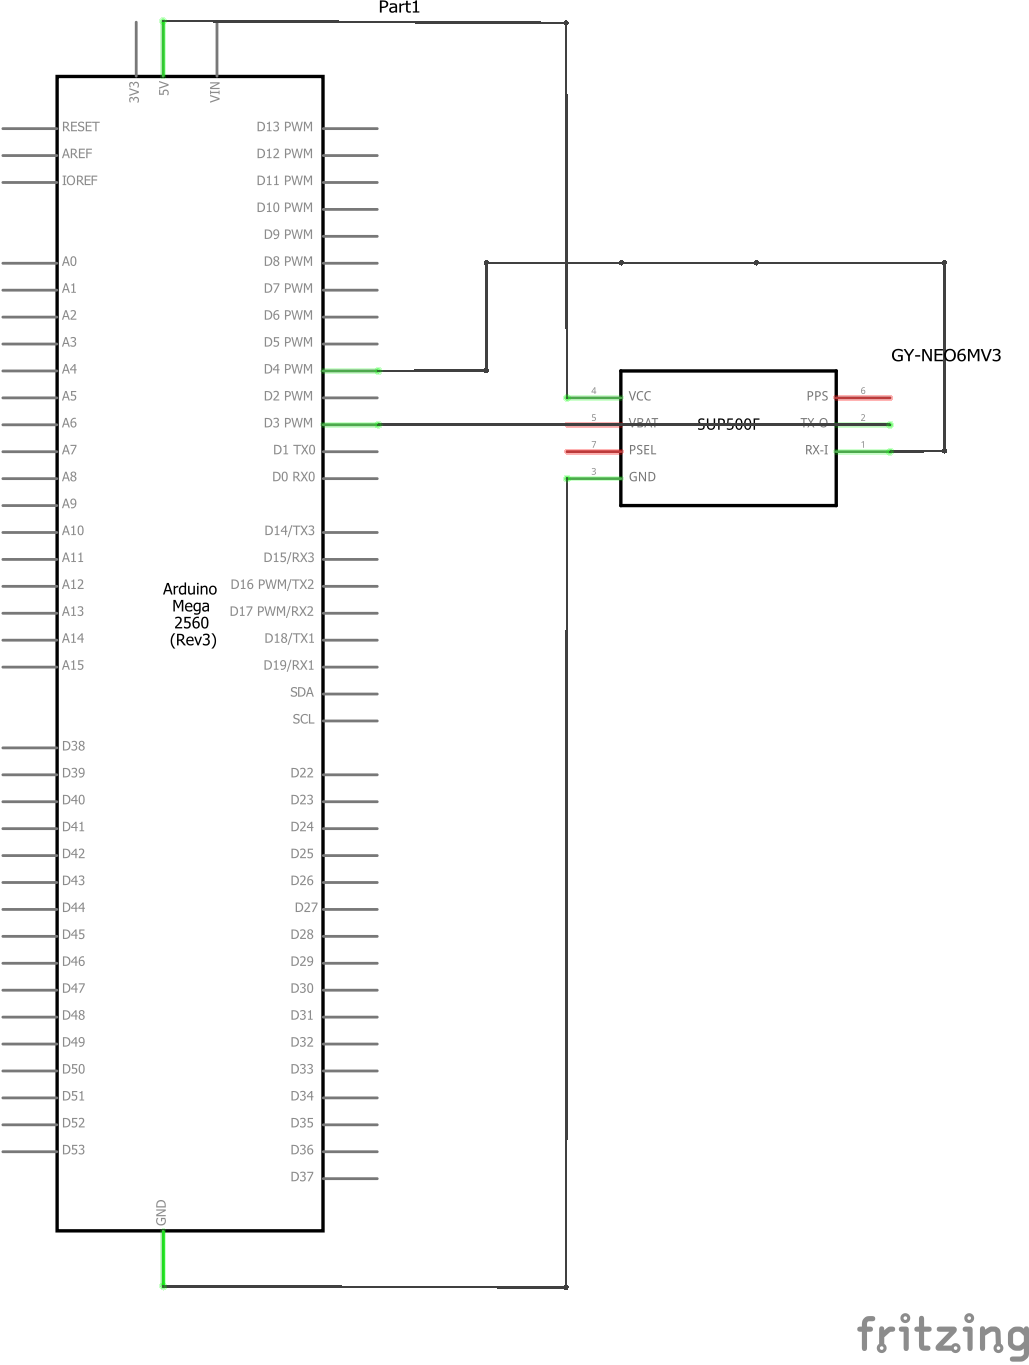 Part1
3V3
5V
VIN
RESET
AREF
IOREF
A0
A1
A2
A3
A4
A5
A6
A7
A8
A9
A10
A11
A12
A13
A14
A15
D38
D39
D40
D41
D42
D43
D44
D45
D46
D47
D48
D49
D50
D51
D52
D53
Arduino
Mega
2560
(Rev3)
D13 PWM
D12 PWM
D11 PWM
D10 PWM
D9 PWM
D8 PWM
D7 PWM
D6 PWM
D5 PWM
D4 PWM
D2 PWM
D3 PWM
D1 TX0
D0 RX0
D14/TX3
D15/RX3
D16 PWM/TX2
D17 PWM/RX2
D18/TX1
D19/RX1
SDA
SCL
D22
D23
D24
D25
D26
D27
D28
D29
D30
D31
D32
D33
D34
D35
D36
D37
GND
GY-NEO6MV3
4 VCC
5 VBAT
7 PSEL
3 GND
SUP500F
PPS 6
TX-O 2
RX-I 1
fritzing